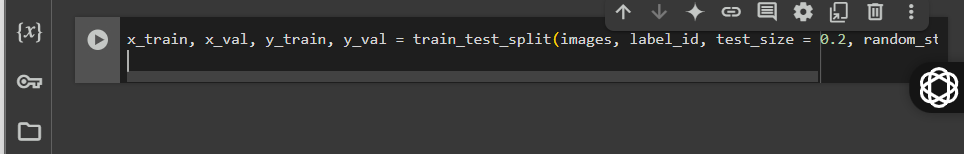 {x}
x_train, x_val, y_train, y_val = train_test_split(images, label_id, test_size = 0.2, random_st